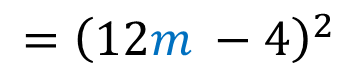 = (12m − 4)²